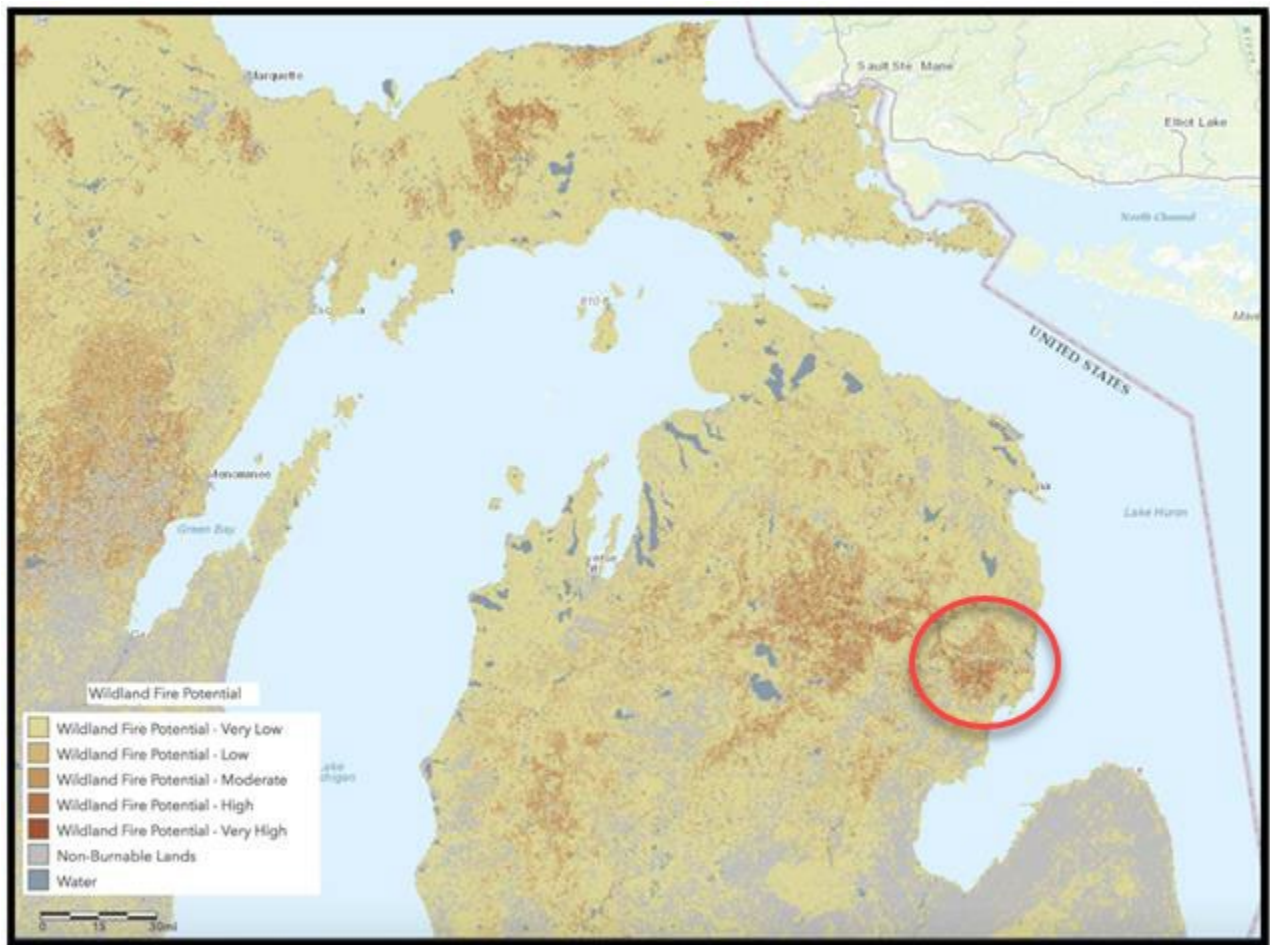 Marquette
Sault Ste. Marie
Elliot Lake
North Channel
UNITED STATES
Menominee
Green Bay
Lake Huron
Wildland Fire Potential
Wildland Fire Potential - Very Low
Wildland Fire Potential - Low
Wildland Fire Potential - Moderate
Wildland Fire Potential - High
Wildland Fire Potential - Very High
Non-Burnable Lands
Water
0 15 30mi